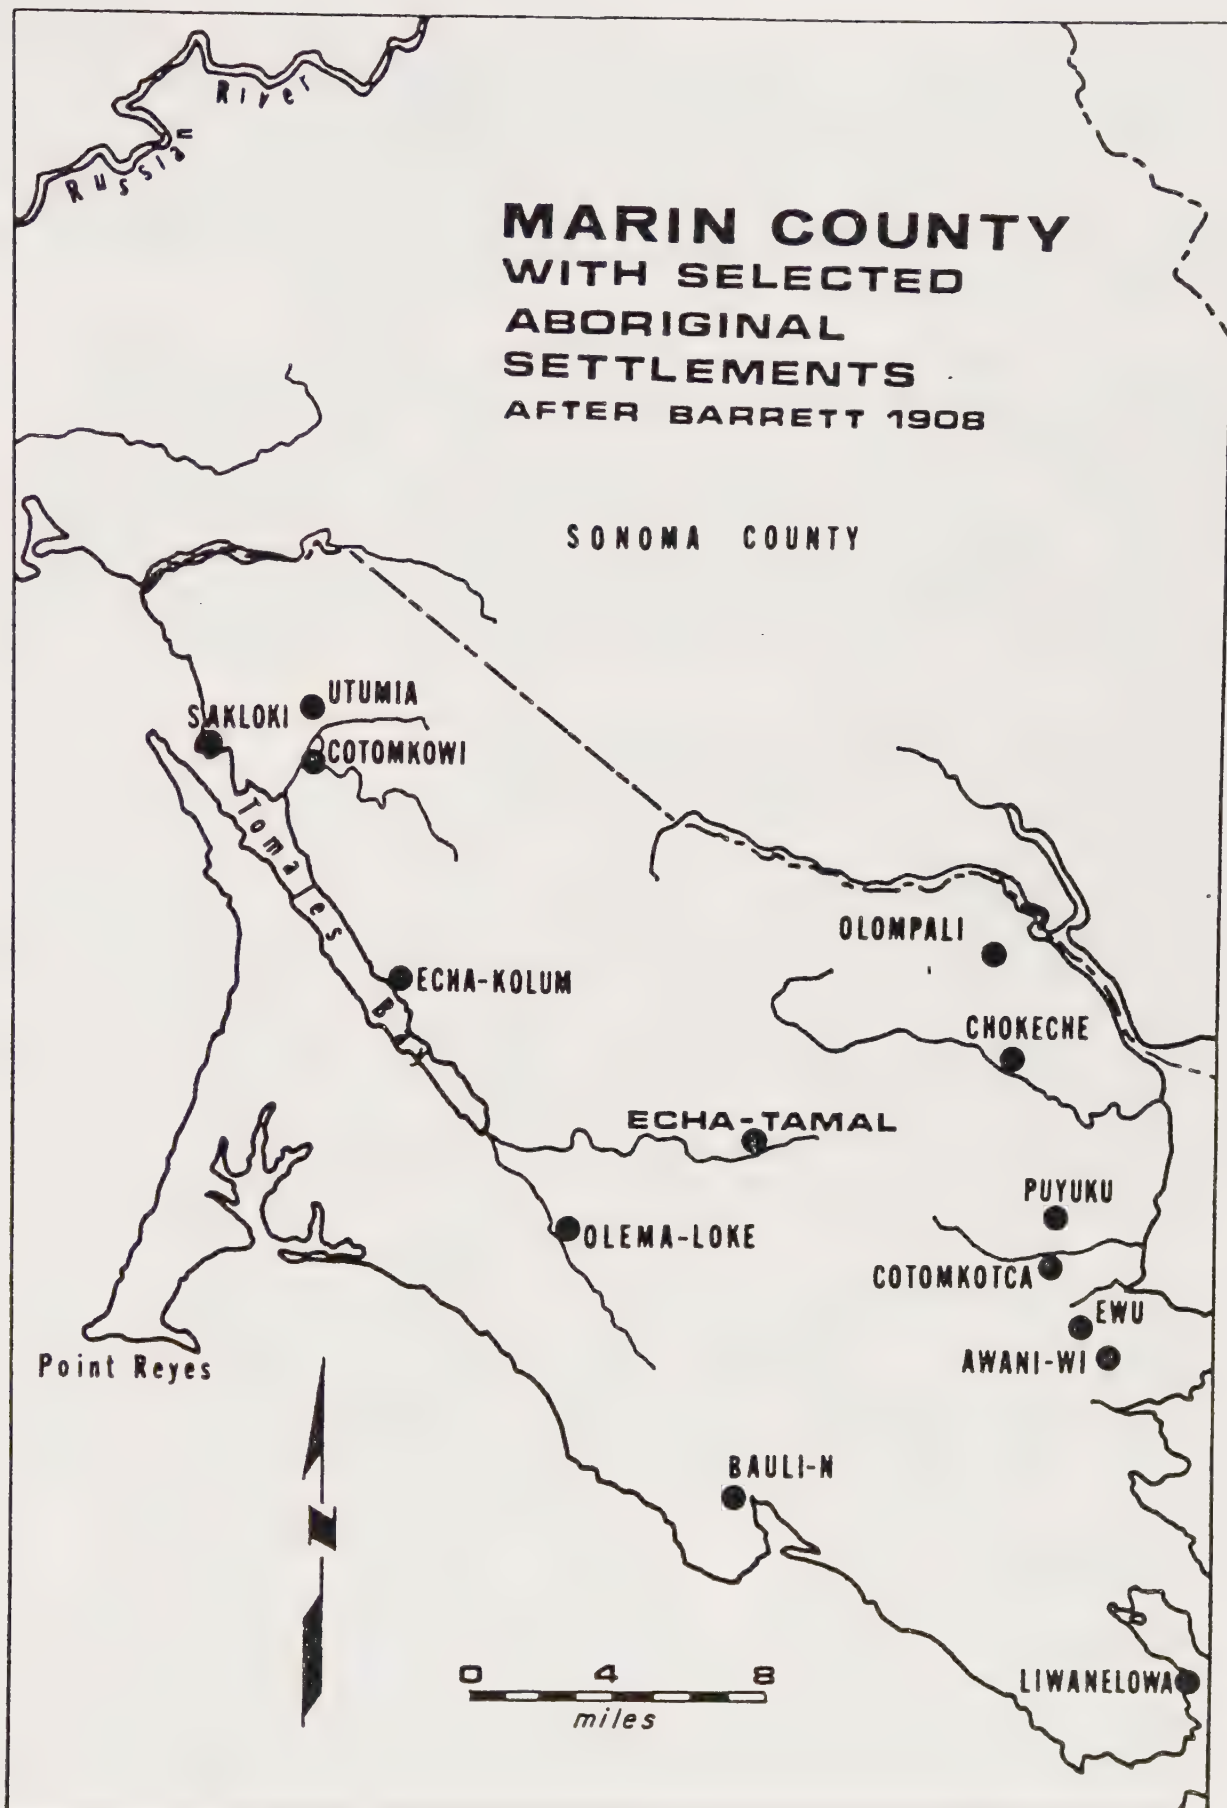 Russian River
MARIN COUNTY
WITH SELECTED
ABORIGINAL
SETTLEMENTS
AFTER BARRETT 1908
SONOMA COUNTY
UTUMIA
SAKLOKI
COTOMKOWI
Tomales B
OLOMPALI
ECHA-KOLUM
CHOKECHE
ECHA-TAMAL
PUYUKU
OLEMA-LOKE
COTOMKOTCA
EWU
AWANI-WI
Point Reyes
BAULI-N
N
0 4 8
miles
LIWANELOWA